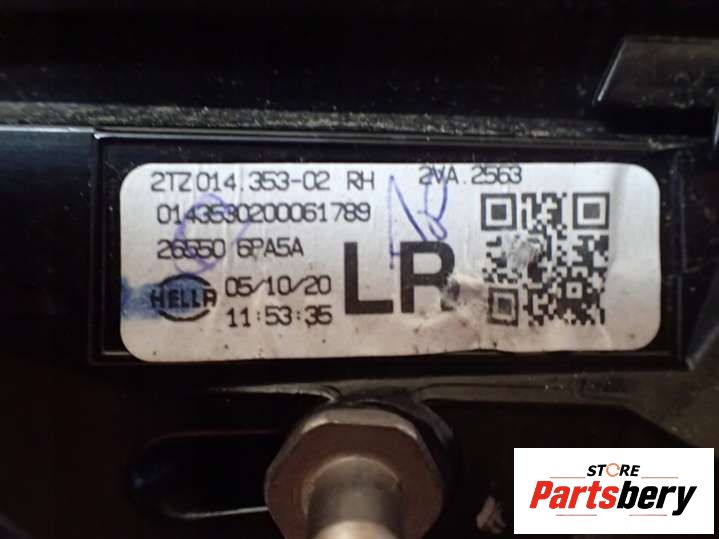 2TZ 014.353-02 RH 2VA.2563
0143530200061789
26550 6PA5A
HELLA 05/10/20 LR
11:53:35
STORE
Partsbery